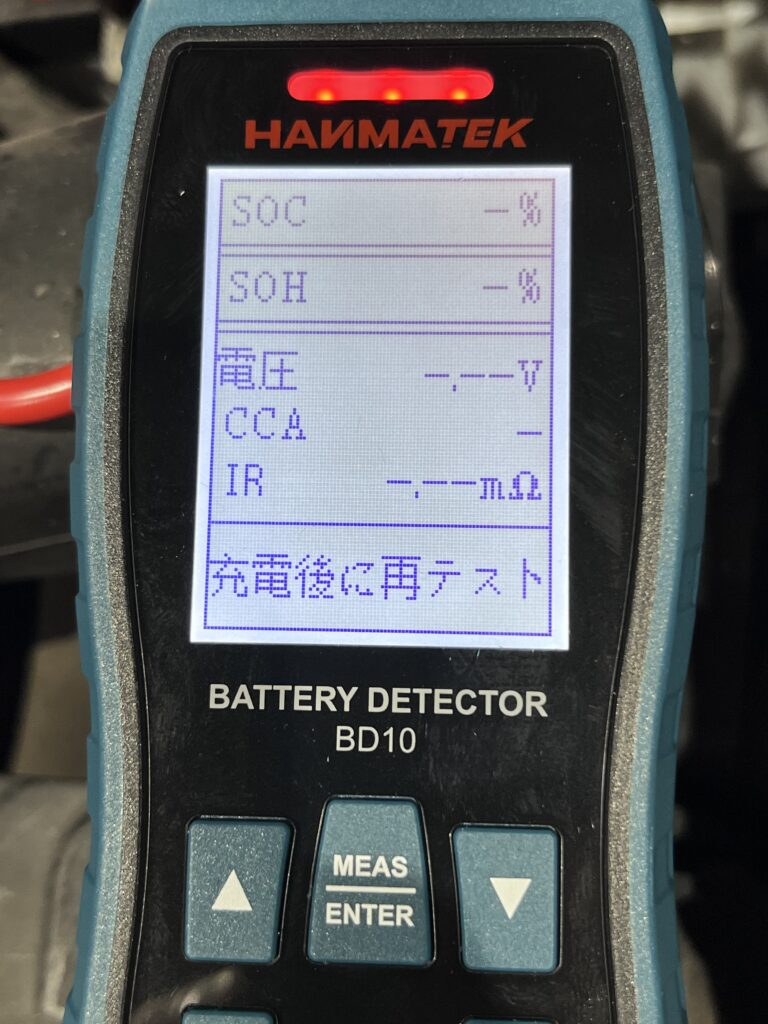 HANMATEK
SOC -%
SOH -%
電圧 -.--V
CCA -
IR -.--mΩ
充電後に再テスト
BATTERY DETECTOR
BD10
▲
MEAS
ENTER
▼